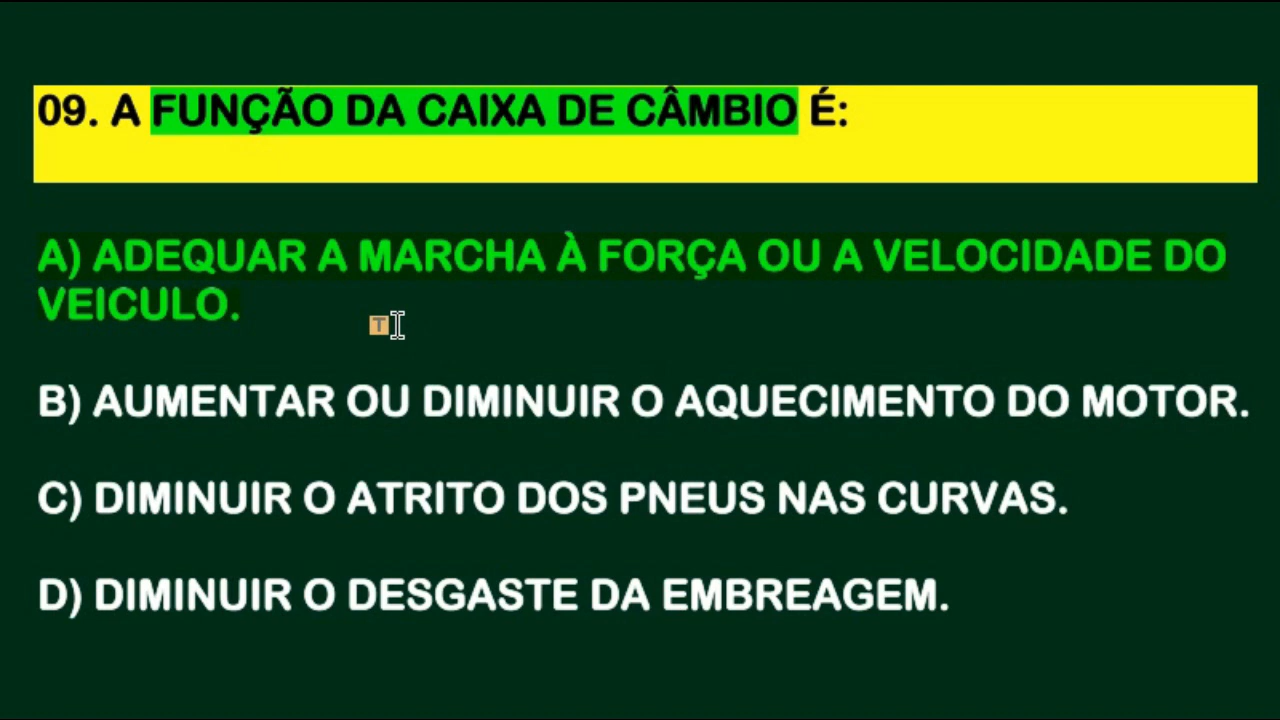 09. A FUNÇÃO DA CAIXA DE CÂMBIO É:
A) ADEQUAR A MARCHA À FORÇA OU A VELOCIDADE DO
VEICULO.
T
B) AUMENTAR OU DIMINUIR O AQUECIMENTO DO MOTOR.
C) DIMINUIR O ATRITO DOS PNEUS NAS CURVAS.
D) DIMINUIR O DESGASTE DA EMBREAGEM.